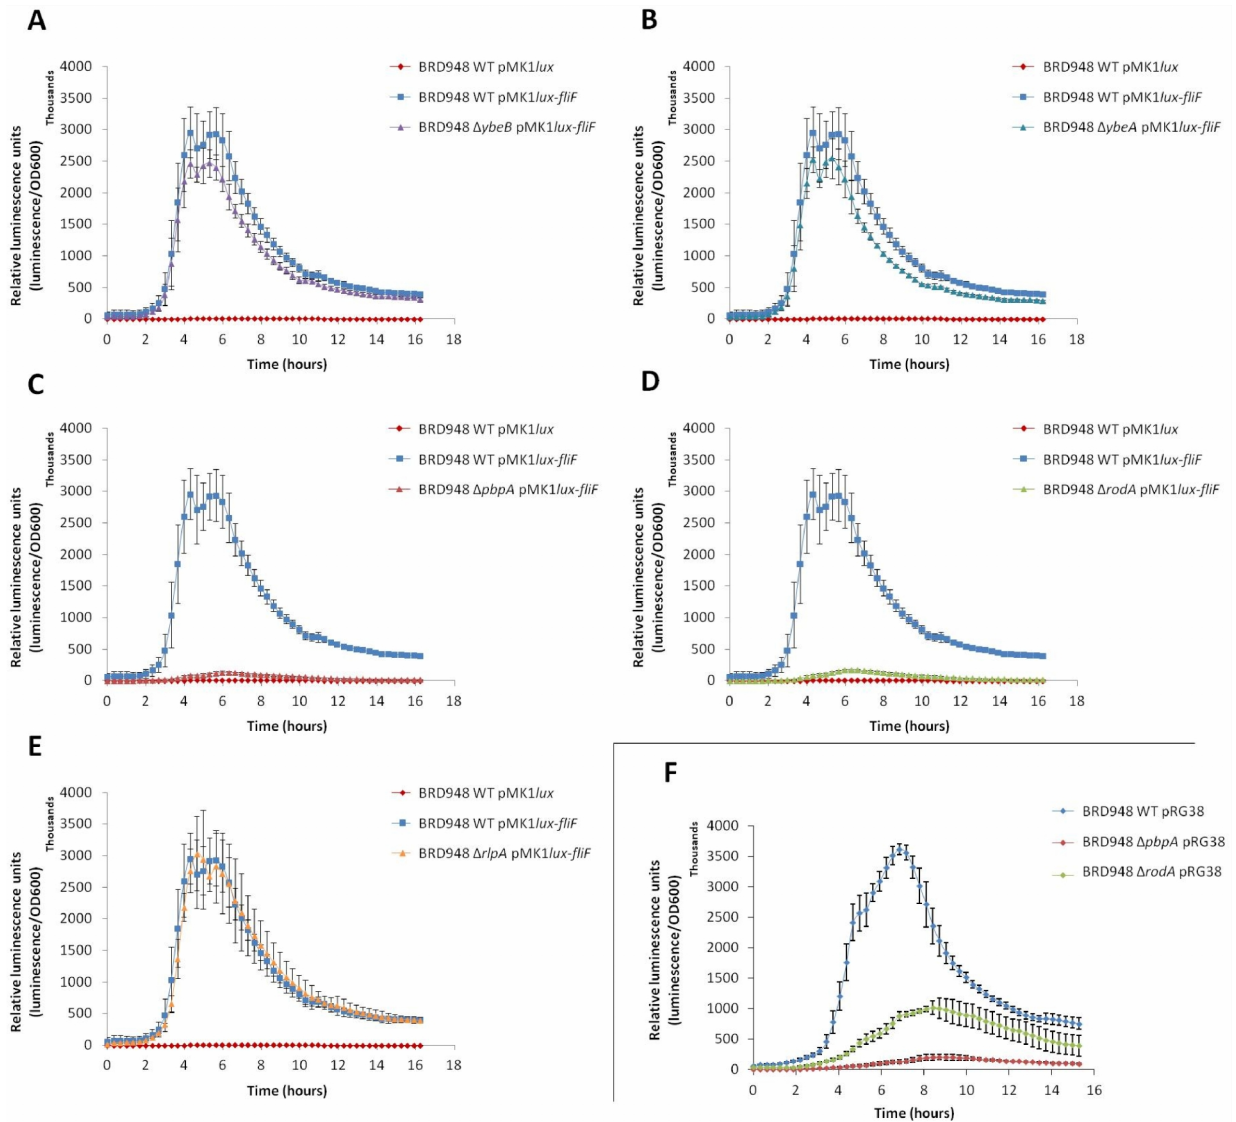 A
Relative luminescence units
(luminescence/OD600)
Thousands
4000
3500
3000
2500
2000
1500
1000
500
0
0 2 4 6 8 10 12 14 16 18
Time (hours)
BRD948 WT pMK1lux
BRD948 WT pMK1lux-fliF
BRD948 ΔybeB pMK1lux-fliF
B
Relative luminescence units
(luminescence/OD600)
Thousands
4000
3500
3000
2500
2000
1500
1000
500
0
0 2 4 6 8 10 12 14 16 18
Time (hours)
BRD948 WT pMK1lux
BRD948 WT pMK1lux-fliF
BRD948 ΔybeA pMK1lux-fliF
C
Relative luminescence units
(luminescence/OD600)
Thousands
4000
3500
3000
2500
2000
1500
1000
500
0
0 2 4 6 8 10 12 14 16 18
Time (hours)
BRD948 WT pMK1lux
BRD948 WT pMK1lux-fliF
BRD948 ΔpbpA pMK1lux-fliF
D
Relative luminescence units
(luminescence/OD600)
Thousands
4000
3500
3000
2500
2000
1500
1000
500
0
0 2 4 6 8 10 12 14 16 18
Time (hours)
BRD948 WT pMK1lux
BRD948 WT pMK1lux-fliF
BRD948 ΔrodA pMK1lux-fliF
E
Relative luminescence units
(luminescence/OD600)
Thousands
4000
3500
3000
2500
2000
1500
1000
500
0
0 2 4 6 8 10 12 14 16 18
Time (hours)
BRD948 WT pMK1lux
BRD948 WT pMK1lux-fliF
BRD948 ΔrlpA pMK1lux-fliF
F
Relative luminescence units
(luminescence/OD600)
Thousands
4000
3500
3000
2500
2000
1500
1000
500
0
0 2 4 6 8 10 12 14 16
Time (hours)
BRD948 WT pRG38
BRD948 ΔpbpA pRG38
BRD948 ΔrodA pRG38